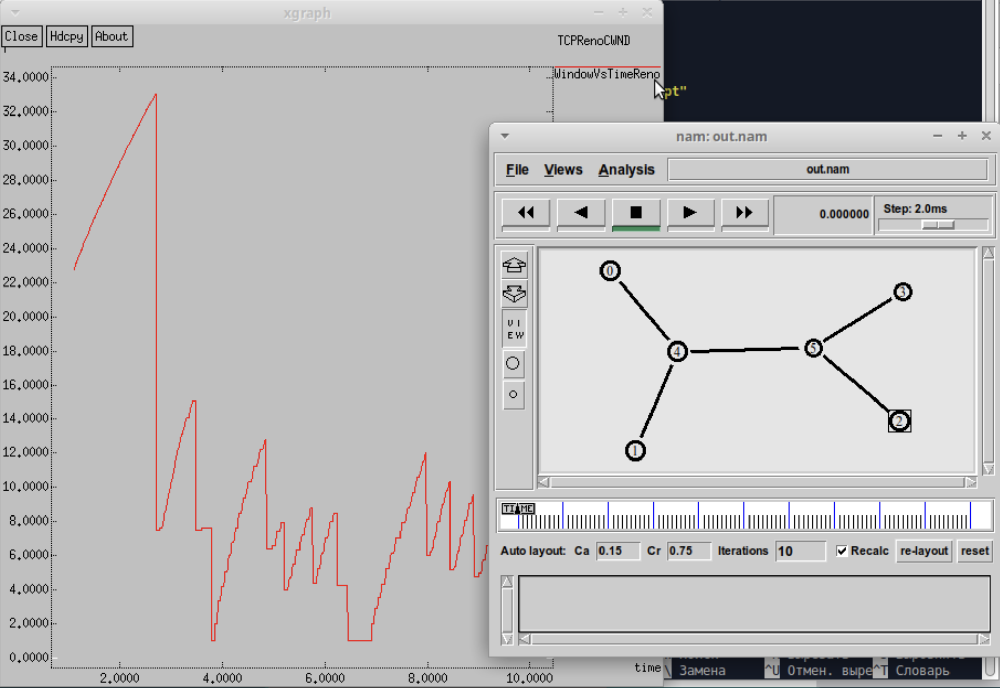 xgraph
Close Hdcpy About
TCPRenoCWND
WindowVsTimeReno
34.0000
32.0000
30.0000
28.0000
26.0000
24.0000
22.0000
20.0000
18.0000
16.0000
14.0000
12.0000
10.0000
8.0000
6.0000
4.0000
2.0000
0.0000
2.0000 4.0000 6.0000 8.0000 10.0000
time
pt"
nam: out.nam
File Views Analysis out.nam
0.000000 Step: 2.0ms
VI
EW
0
3
4
5
2
1
TIME
Auto layout: Ca 0.15 Cr 0.75 Iterations 10 Recalc re-layout reset
\ Замена ^U Отмен. выре ^T Словарь